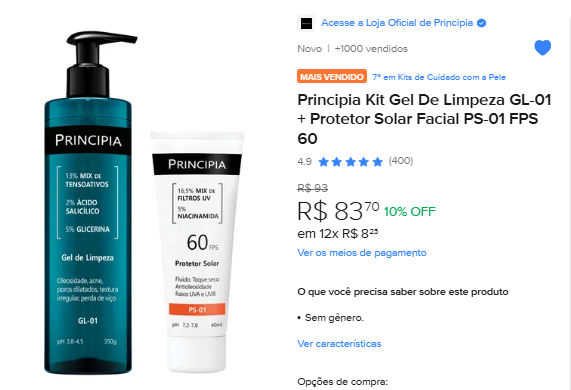 PRINCIPIA
13% MIX DE
TENSOATIVOS
2% ÁCIDO
SALICÍLICO
5% GLICERINA
Gel de Limpeza
Oleosidade, acne,
poros dilatados, textura
irregular, perda de viço
GL-01
pH 3.8-4.5 350g
PRINCIPIA
16,5% MIX DE
FILTROS UV
5%
NIACINAMIDA
60 FPS
Protetor Solar
Fluido, Toque seco
Antioleosidade
Raios UVA e UVB
PS-01
pH 7.2-7.8 40ml
Acesse a Loja Oficial de Principia
Novo | +1000 vendidos
MAIS VENDIDO 7º em Kits de Cuidado com a Pele
Principia Kit Gel De Limpeza GL-01
+ Protetor Solar Facial PS-01 FPS
60
4.9 (400)
R$ 93
R$ 83 70 10% OFF
em 12x R$ 8 25
Ver os meios de pagamento
O que você precisa saber sobre este produto
• Sem gênero.
Ver características
Opções de compra: